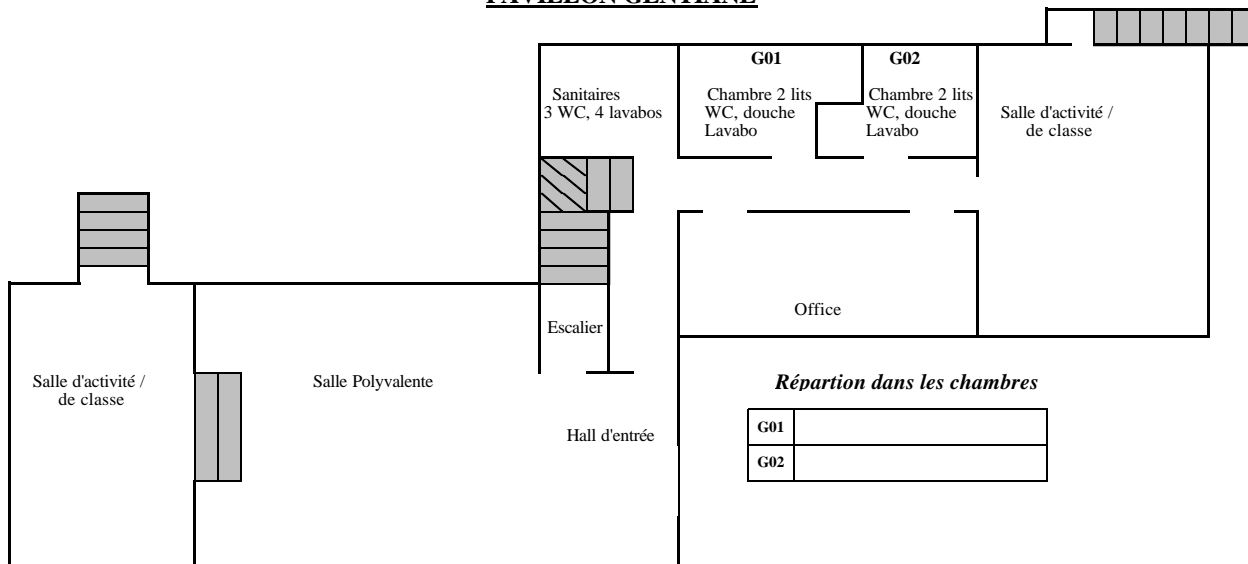 PAVILLON GENTIANE
G01
G02
Sanitaires
3 WC, 4 lavabos
Chambre 2 lits
WC, douche
Lavabo
Chambre 2 lits
WC, douche
Lavabo
Salle d'activité /
de classe
Office
Escalier
Salle d'activité /
de classe
Salle Polyvalente
Hall d'entrée
Répartion dans les chambres
G01
G02